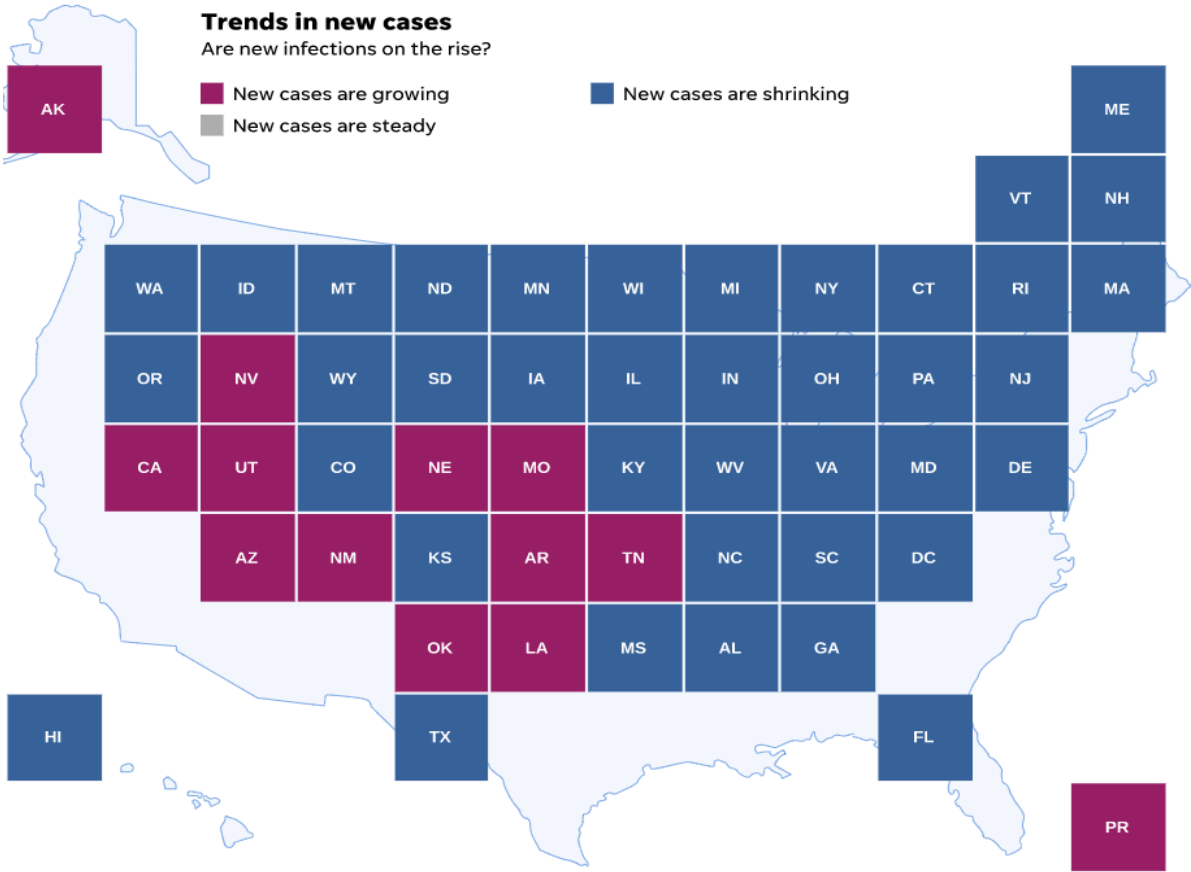 Trends in new cases
Are new infections on the rise?
New cases are growing
New cases are shrinking
New cases are steady
AK
ME
VT NH
WA ID MT ND MN WI MI NY CT RI MA
OR NV WY SD IA IL IN OH PA NJ
CA UT CO NE MO KY WV VA MD DE
AZ NM KS AR TN NC SC DC
OK LA MS AL GA
HI TX FL
PR